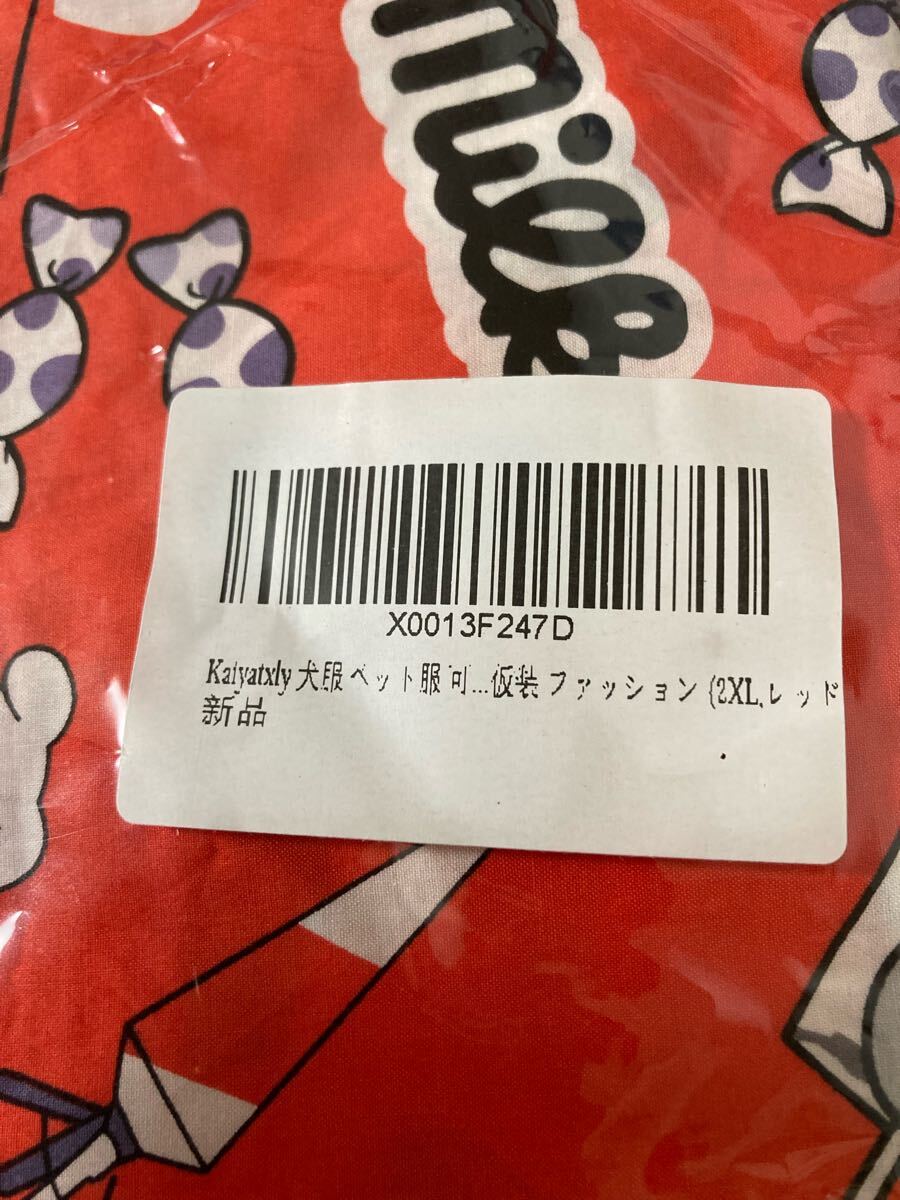 milk
X0013F247D
Kaiyatxly 犬服 ペット服 可...仮装 ファッション (2XL,レッド
新品